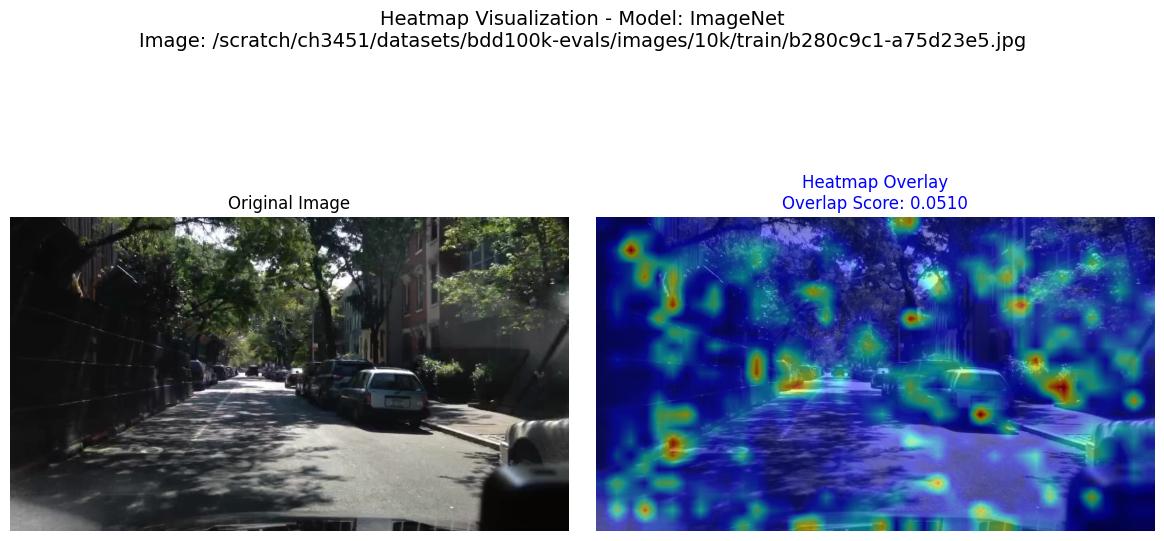 Heatmap Visualization - Model: ImageNet
Image: /scratch/ch3451/datasets/bdd100k-evals/images/10k/train/b280c9c1-a75d23e5.jpg
Original Image
Heatmap Overlay
Overlap Score: 0.0510